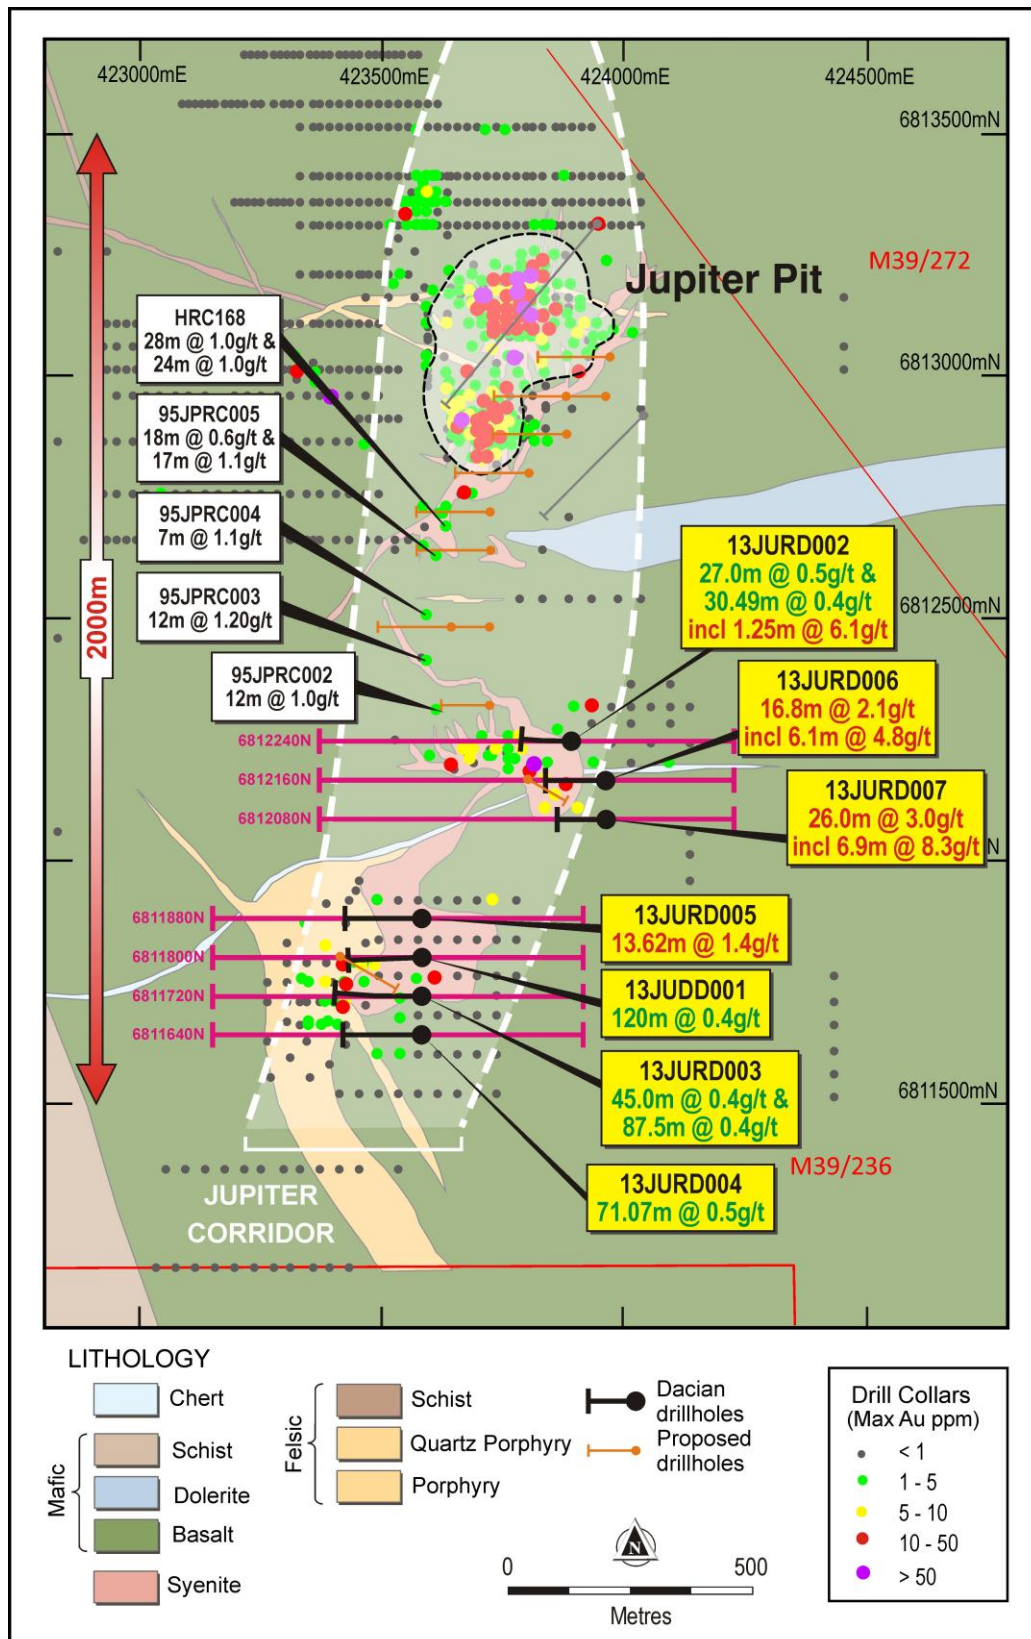 423000mE
423500mE
424000mE
424500mE
6813500mN
M39/272
Jupiter Pit
2000m
HRC168
28m @ 1.0g/t &
24m @ 1.0g/t
6813000mN
95JPRC005
18m @ 0.6g/t &
17m @ 1.1g/t
95JPRC004
7m @ 1.1g/t
13JURD002
27.0m @ 0.5g/t &
30.49m @ 0.4g/t
incl 1.25m @ 6.1g/t
95JPRC003
12m @ 1.20g/t
6812500mN
95JPRC002
12m @ 1.0g/t
13JURD006
16.8m @ 2.1g/t
incl 6.1m @ 4.8g/t
6812240N
6812160N
6812080N
13JURD007
26.0m @ 3.0g/t
incl 6.9m @ 8.3g/t
N
6811880N
6811800N
6811720N
6811640N
13JURD005
13.62m @ 1.4g/t
13JUDD001
120m @ 0.4g/t
13JURD003
45.0m @ 0.4g/t &
87.5m @ 0.4g/t
6811500mN
M39/236
13JURD004
71.07m @ 0.5g/t
JUPITER
CORRIDOR
LITHOLOGY
Chert
Mafic
Schist
Dolerite
Basalt
Syenite
Felsic
Schist
Quartz Porphyry
Porphyry
Dacian
drillholes
Proposed
drillholes
N
0
500
Metres
Drill Collars
(Max Au ppm)
< 1
1 - 5
5 - 10
10 - 50
> 50